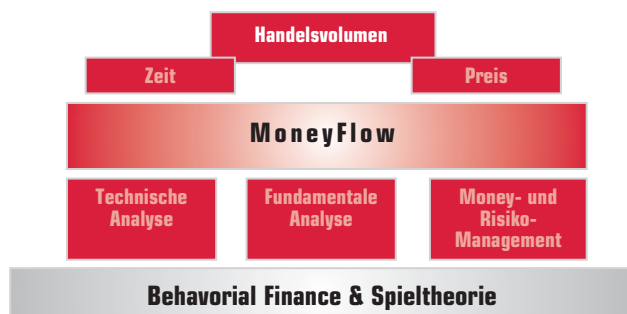 Handelsvolumen
Zeit
Preis
MoneyFlow
Technische
Analyse
Fundamentale
Analyse
Money- und
Risiko-
Management
Behavorial Finance & Spieltheorie